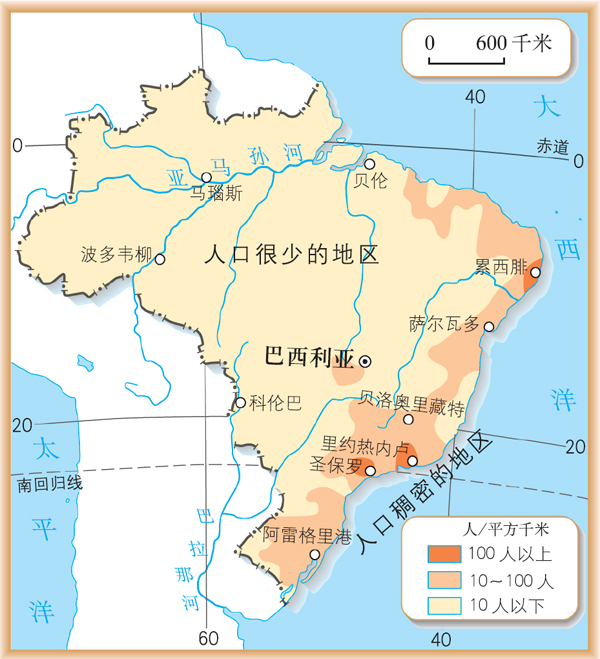 0 600千米
40
大
西
洋
赤道
0
0
亚马孙河
马瑙斯
贝伦
波多韦柳
人口很少的地区
累西腓
萨尔瓦多
巴西利亚
贝洛奥里藏特
科伦巴
20
20
里约热内卢
圣保罗
人口稠密的地区
南回归线
太
平
洋
阿雷格里港
巴拉那河
60
40
人/平方千米
100人以上
10～100人
10人以下